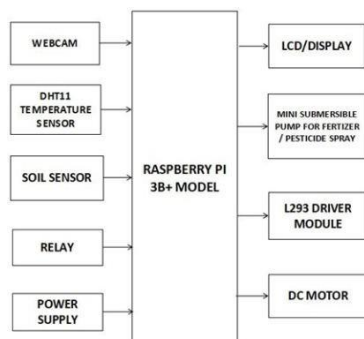 WEBCAM
DHT11
TEMPERATURE
SENSOR
SOIL SENSOR
RELAY
POWER
SUPPLY
RASPBERRY PI
3B+ MODEL
LCD/DISPLAY
MINI SUBMERSIBLE
PUMP FOR FERTIZER
/ PESTICIDE SPRAY
L293 DRIVER
MODULE
DC MOTOR